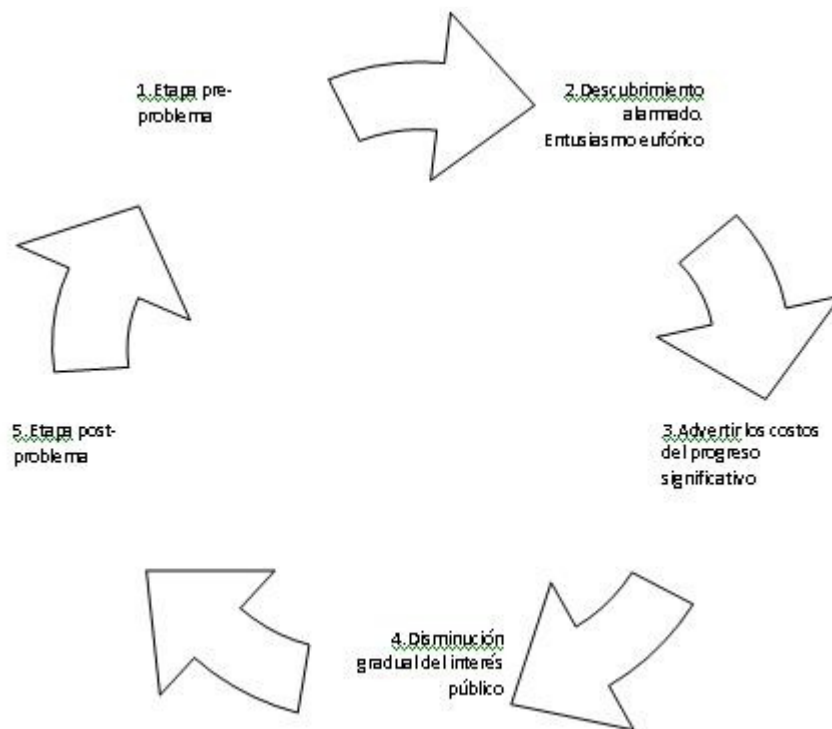 1.Etapa pre-
problema
2.Descubrimiento
alarmado.
Entusiasmo eufórico
3.Advertir los costos
del progreso
significativo
4.Disminución
gradual del interés
público
5.Etapa post-
problema